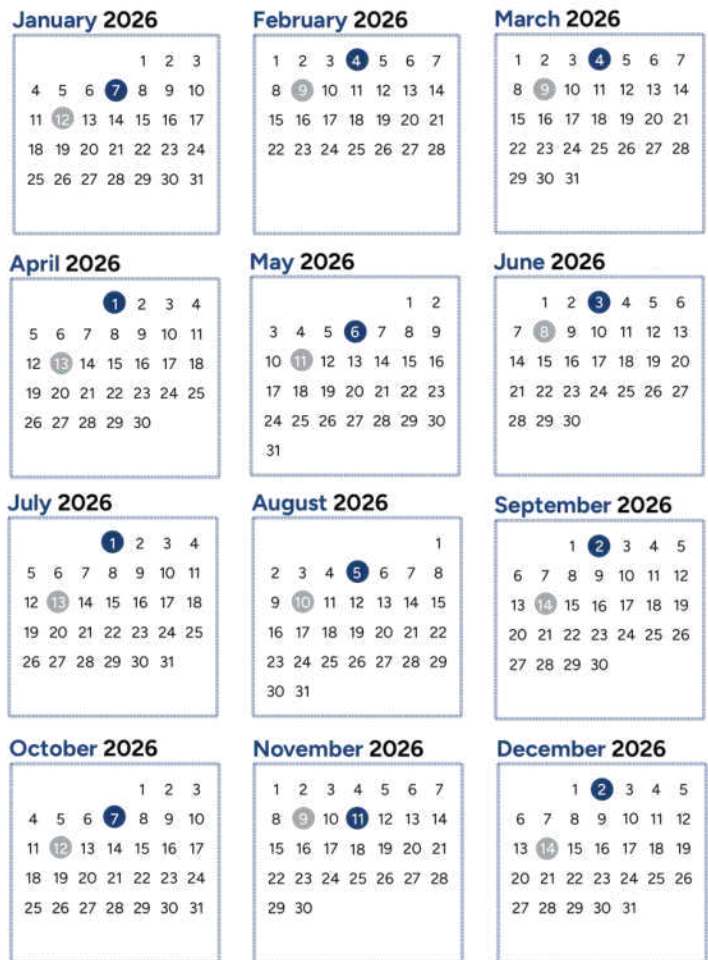 January 2026
1 2 3
4 5 6 7 8 9 10
11 12 13 14 15 16 17
18 19 20 21 22 23 24
25 26 27 28 29 30 31
February 2026
1 2 3 4 5 6 7
8 9 10 11 12 13 14
15 16 17 18 19 20 21
22 23 24 25 26 27 28
March 2026
1 2 3 4 5 6 7
8 9 10 11 12 13 14
15 16 17 18 19 20 21
22 23 24 25 26 27 28
29 30 31
April 2026
1 2 3 4
5 6 7 8 9 10 11
12 13 14 15 16 17 18
19 20 21 22 23 24 25
26 27 28 29 30
May 2026
1 2
3 4 5 6 7 8 9
10 11 12 13 14 15 16
17 18 19 20 21 22 23
24 25 26 27 28 29 30
31
June 2026
1 2 3 4 5 6
7 8 9 10 11 12 13
14 15 16 17 18 19 20
21 22 23 24 25 26 27
28 29 30
July 2026
1 2 3 4
5 6 7 8 9 10 11
12 13 14 15 16 17 18
19 20 21 22 23 24 25
26 27 28 29 30 31
August 2026
1
2 3 4 5 6 7 8
9 10 11 12 13 14 15
16 17 18 19 20 21 22
23 24 25 26 27 28 29
30 31
September 2026
1 2 3 4 5
6 7 8 9 10 11 12
13 14 15 16 17 18 19
20 21 22 23 24 25 26
27 28 29 30
October 2026
1 2 3
4 5 6 7 8 9 10
11 12 13 14 15 16 17
18 19 20 21 22 23 24
25 26 27 28 29 30 31
November 2026
1 2 3 4 5 6 7
8 9 10 11 12 13 14
15 16 17 18 19 20 21
22 23 24 25 26 27 28
29 30
December 2026
1 2 3 4 5
6 7 8 9 10 11 12
13 14 15 16 17 18 19
20 21 22 23 24 25 26
27 28 29 30 31